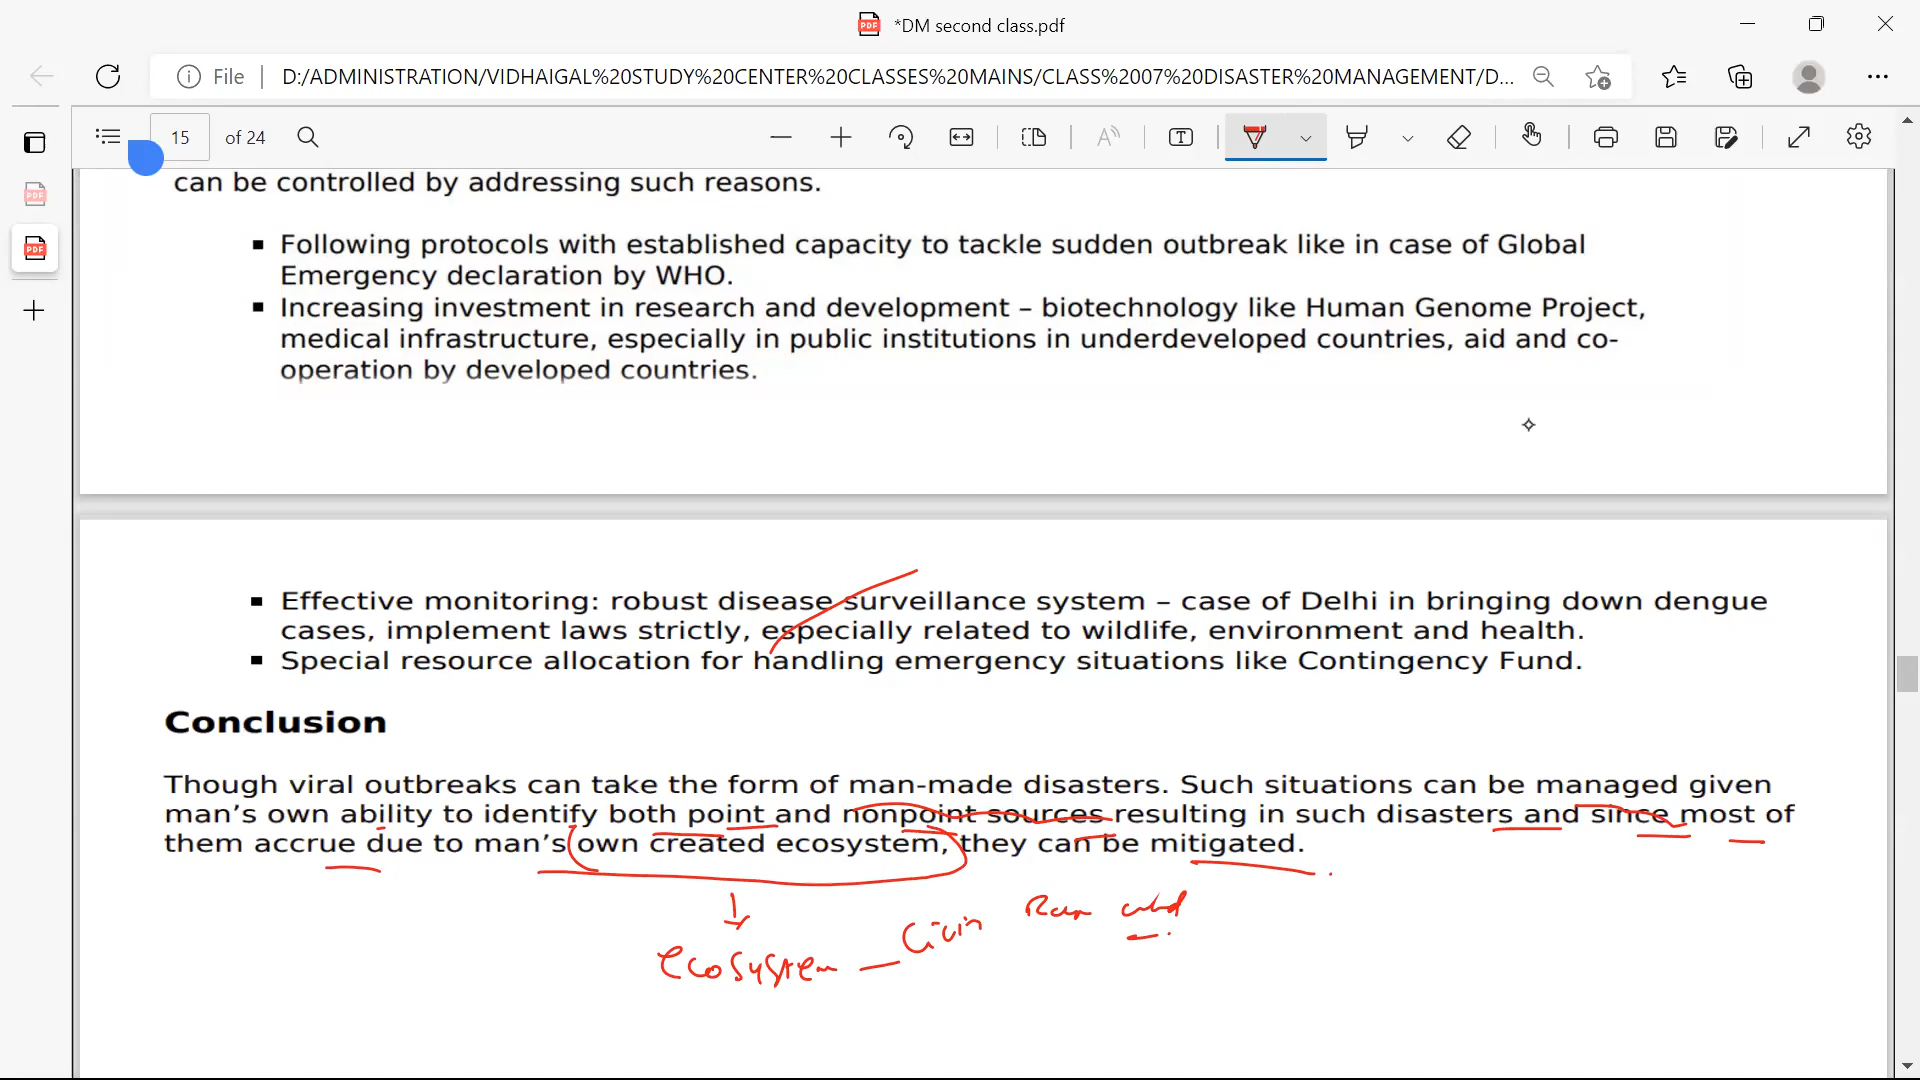 *DM second class.pdf
File
D:/ADMINISTRATION/VIDHAIGAL%20STUDY%20CENTER%20CLASSES%20MAINS/CLASS%2007%20DISASTER%20MANAGEMENT/D...
15 of 24
can be controlled by addressing such reasons.
▪ Following protocols with established capacity to tackle sudden outbreak like in case of Global
Emergency declaration by WHO.
▪ Increasing investment in research and development – biotechnology like Human Genome Project,
medical infrastructure, especially in public institutions in underdeveloped countries, aid and co-
operation by developed countries.
▪ Effective monitoring: robust disease surveillance system – case of Delhi in bringing down dengue
cases, implement laws strictly, especially related to wildlife, environment and health.
▪ Special resource allocation for handling emergency situations like Contingency Fund.
Conclusion
Though viral outbreaks can take the form of man-made disasters. Such situations can be managed given
man's own ability to identify both point and nonpoint sources resulting in such disasters and since most of
them accrue due to man's own created ecosystem, they can be mitigated.
ecosystem –